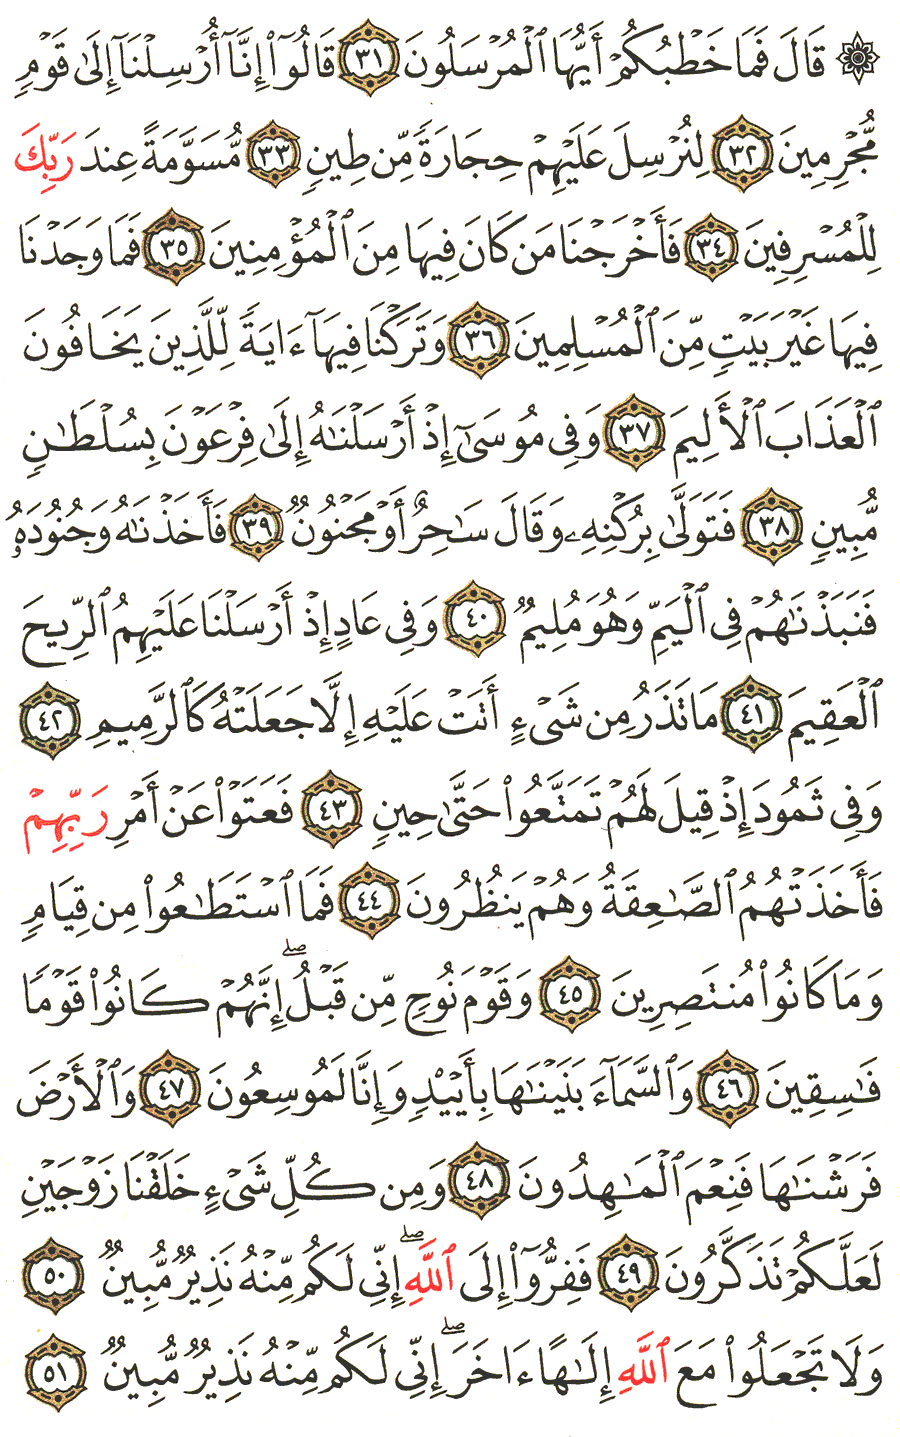 ۞ قَالَ فَمَا خَطۡبُكُمۡ أَيُّهَا ٱلۡمُرۡسَلُونَ ٣١ قَالُوٓاْ إِنَّآ أُرۡسِلۡنَآ إِلَىٰ قَوۡمٖ
مُّجۡرِمِينَ ٣٢ لِنُرۡسِلَ عَلَيۡهِمۡ حِجَارَةٗ مِّن طِينٖ ٣٣ مُّسَوَّمَةً عِندَ رَبِّكَ
لِلۡمُسۡرِفِينَ ٣٤ فَأَخۡرَجۡنَا مَن كَانَ فِيهَا مِنَ ٱلۡمُؤۡمِنِينَ ٣٥ فَمَا وَجَدۡنَا
فِيهَا غَيۡرَ بَيۡتٖ مِّنَ ٱلۡمُسۡلِمِينَ ٣٦ وَتَرَكۡنَا فِيهَآ ءَايَةٗ لِّلَّذِينَ يَخَافُونَ
ٱلۡعَذَابَ ٱلۡأَلِيمَ ٣٧ وَفِي مُوسَىٰٓ إِذۡ أَرۡسَلۡنَٰهُ إِلَىٰ فِرۡعَوۡنَ بِسُلۡطَٰنٖ
مُّبِينٖ ٣٨ فَتَوَلَّىٰ بِرُكۡنِهِۦ وَقَالَ سَٰحِرٌ أَوۡ مَجۡنُونٞ ٣٩ فَأَخَذۡنَٰهُ وَجُنُودَهُۥ
فَنَبَذۡنَٰهُمۡ فِي ٱلۡيَمِّ وَهُوَ مُلِيمٞ ٤٠ وَفِي عَادٍ إِذۡ أَرۡسَلۡنَا عَلَيۡهِمُ ٱلرِّيحَ
ٱلۡعَقِيمَ ٤١ مَا تَذَرُ مِن شَيۡءٍ أَتَتۡ عَلَيۡهِ إِلَّا جَعَلَتۡهُ كَٱلرَّمِيمِ ٤٢
وَفِي ثَمُودَ إِذۡ قِيلَ لَهُمۡ تَمَتَّعُواْ حَتَّىٰ حِينٖ ٤٣ فَعَتَوۡاْ عَنۡ أَمۡرِ رَبِّهِمۡ
فَأَخَذَتۡهُمُ ٱلصَّٰعِقَةُ وَهُمۡ يَنظُرُونَ ٤٤ فَمَا ٱسۡتَطَٰعُواْ مِن قِيَامٖ
وَمَا كَانُواْ مُنتَصِرِينَ ٤٥ وَقَوۡمَ نُوحٖ مِّن قَبۡلُۖ إِنَّهُمۡ كَانُواْ قَوۡمٗا
فَٰسِقِينَ ٤٦ وَٱلسَّمَآءَ بَنَيۡنَٰهَا بِأَيۡيْدٖ وَإِنَّا لَمُوسِعُونَ ٤٧ وَٱلۡأَرۡضَ
فَرَشۡنَٰهَا فَنِعۡمَ ٱلۡمَٰهِدُونَ ٤٨ وَمِن كُلِّ شَيۡءٍ خَلَقۡنَا زَوۡجَيۡنِ
لَعَلَّكُمۡ تَذَكَّرُونَ ٤٩ فَفِرُّوٓاْ إِلَى ٱللَّهِۖ إِنِّي لَكُم مِّنۡهُ نَذِيرٞ مُّبِينٞ ٥٠
وَلَا تَجۡعَلُواْ مَعَ ٱللَّهِ إِلَٰهًا ءَاخَرَۖ إِنِّي لَكُم مِّنۡهُ نَذِيرٞ مُّبِينٞ ٥١